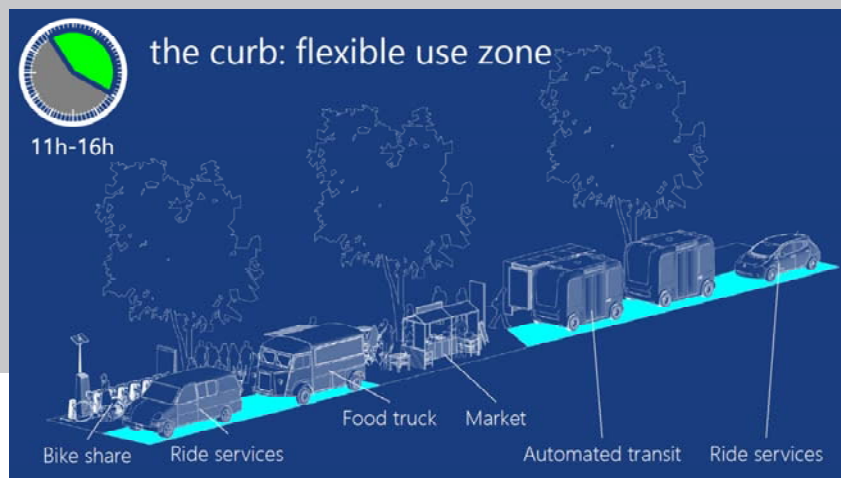 the curb: flexible use zone
11h-16h
Food truck
Market
Bike share
Ride services
Automated transit
Ride services